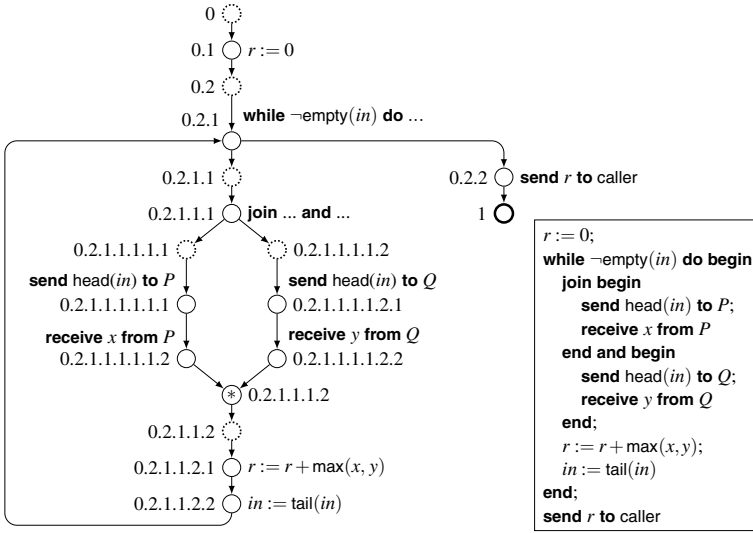 0
0.1 r := 0
0.2
0.2.1 while ¬empty(in) do ...
0.2.1.1
0.2.2 send r to caller
0.2.1.1.1 join ... and ...
1
0.2.1.1.1.1.1 0.2.1.1.1.1.2
send head(in) to P send head(in) to Q
0.2.1.1.1.1.1.1 0.2.1.1.1.1.2.1
receive x from P receive y from Q
0.2.1.1.1.1.1.2 0.2.1.1.1.1.2.2
* 0.2.1.1.1.2
0.2.1.1.2
0.2.1.1.2.1 r := r + max(x, y)
0.2.1.1.2.2 in := tail(in)
r := 0;
while ¬empty(in) do begin
join begin
send head(in) to P;
receive x from P
end and begin
send head(in) to Q;
receive y from Q
end;
r := r + max(x, y);
in := tail(in)
end;
send r to caller